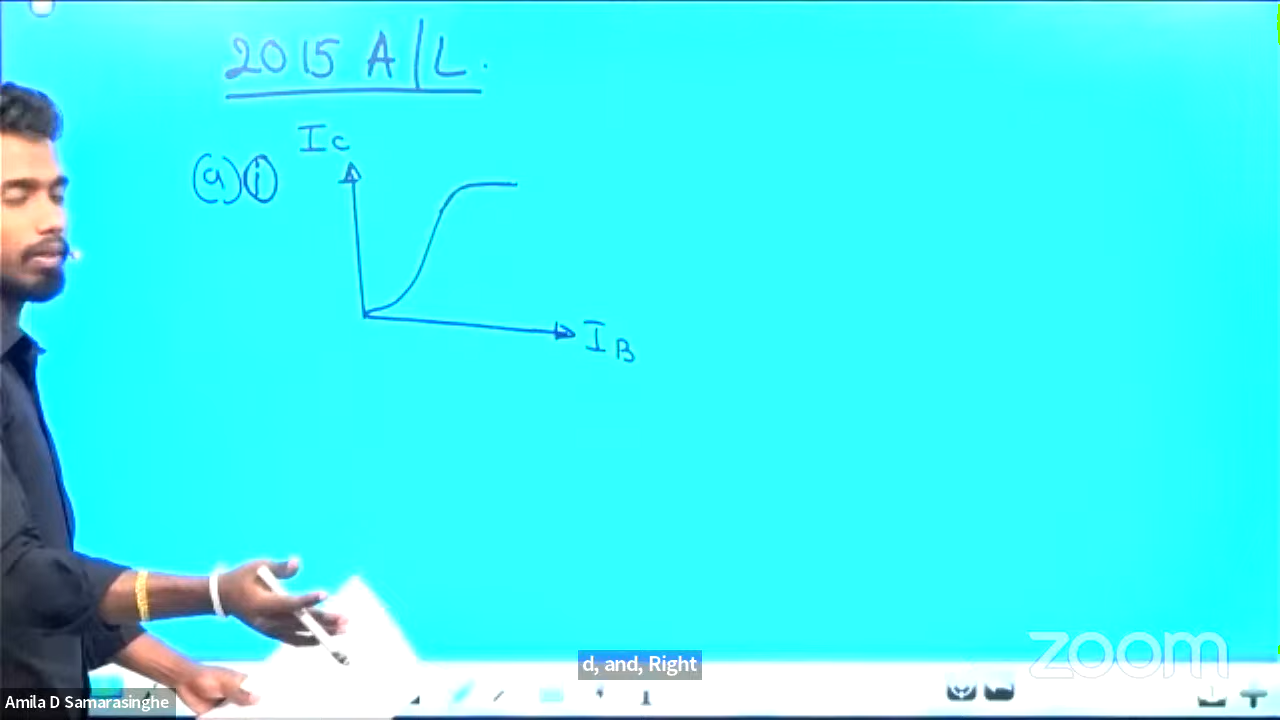 2015 A/L.
Ic
(a) (i)
IB
d, and, Right
zoom
Amila D Samarasinghe